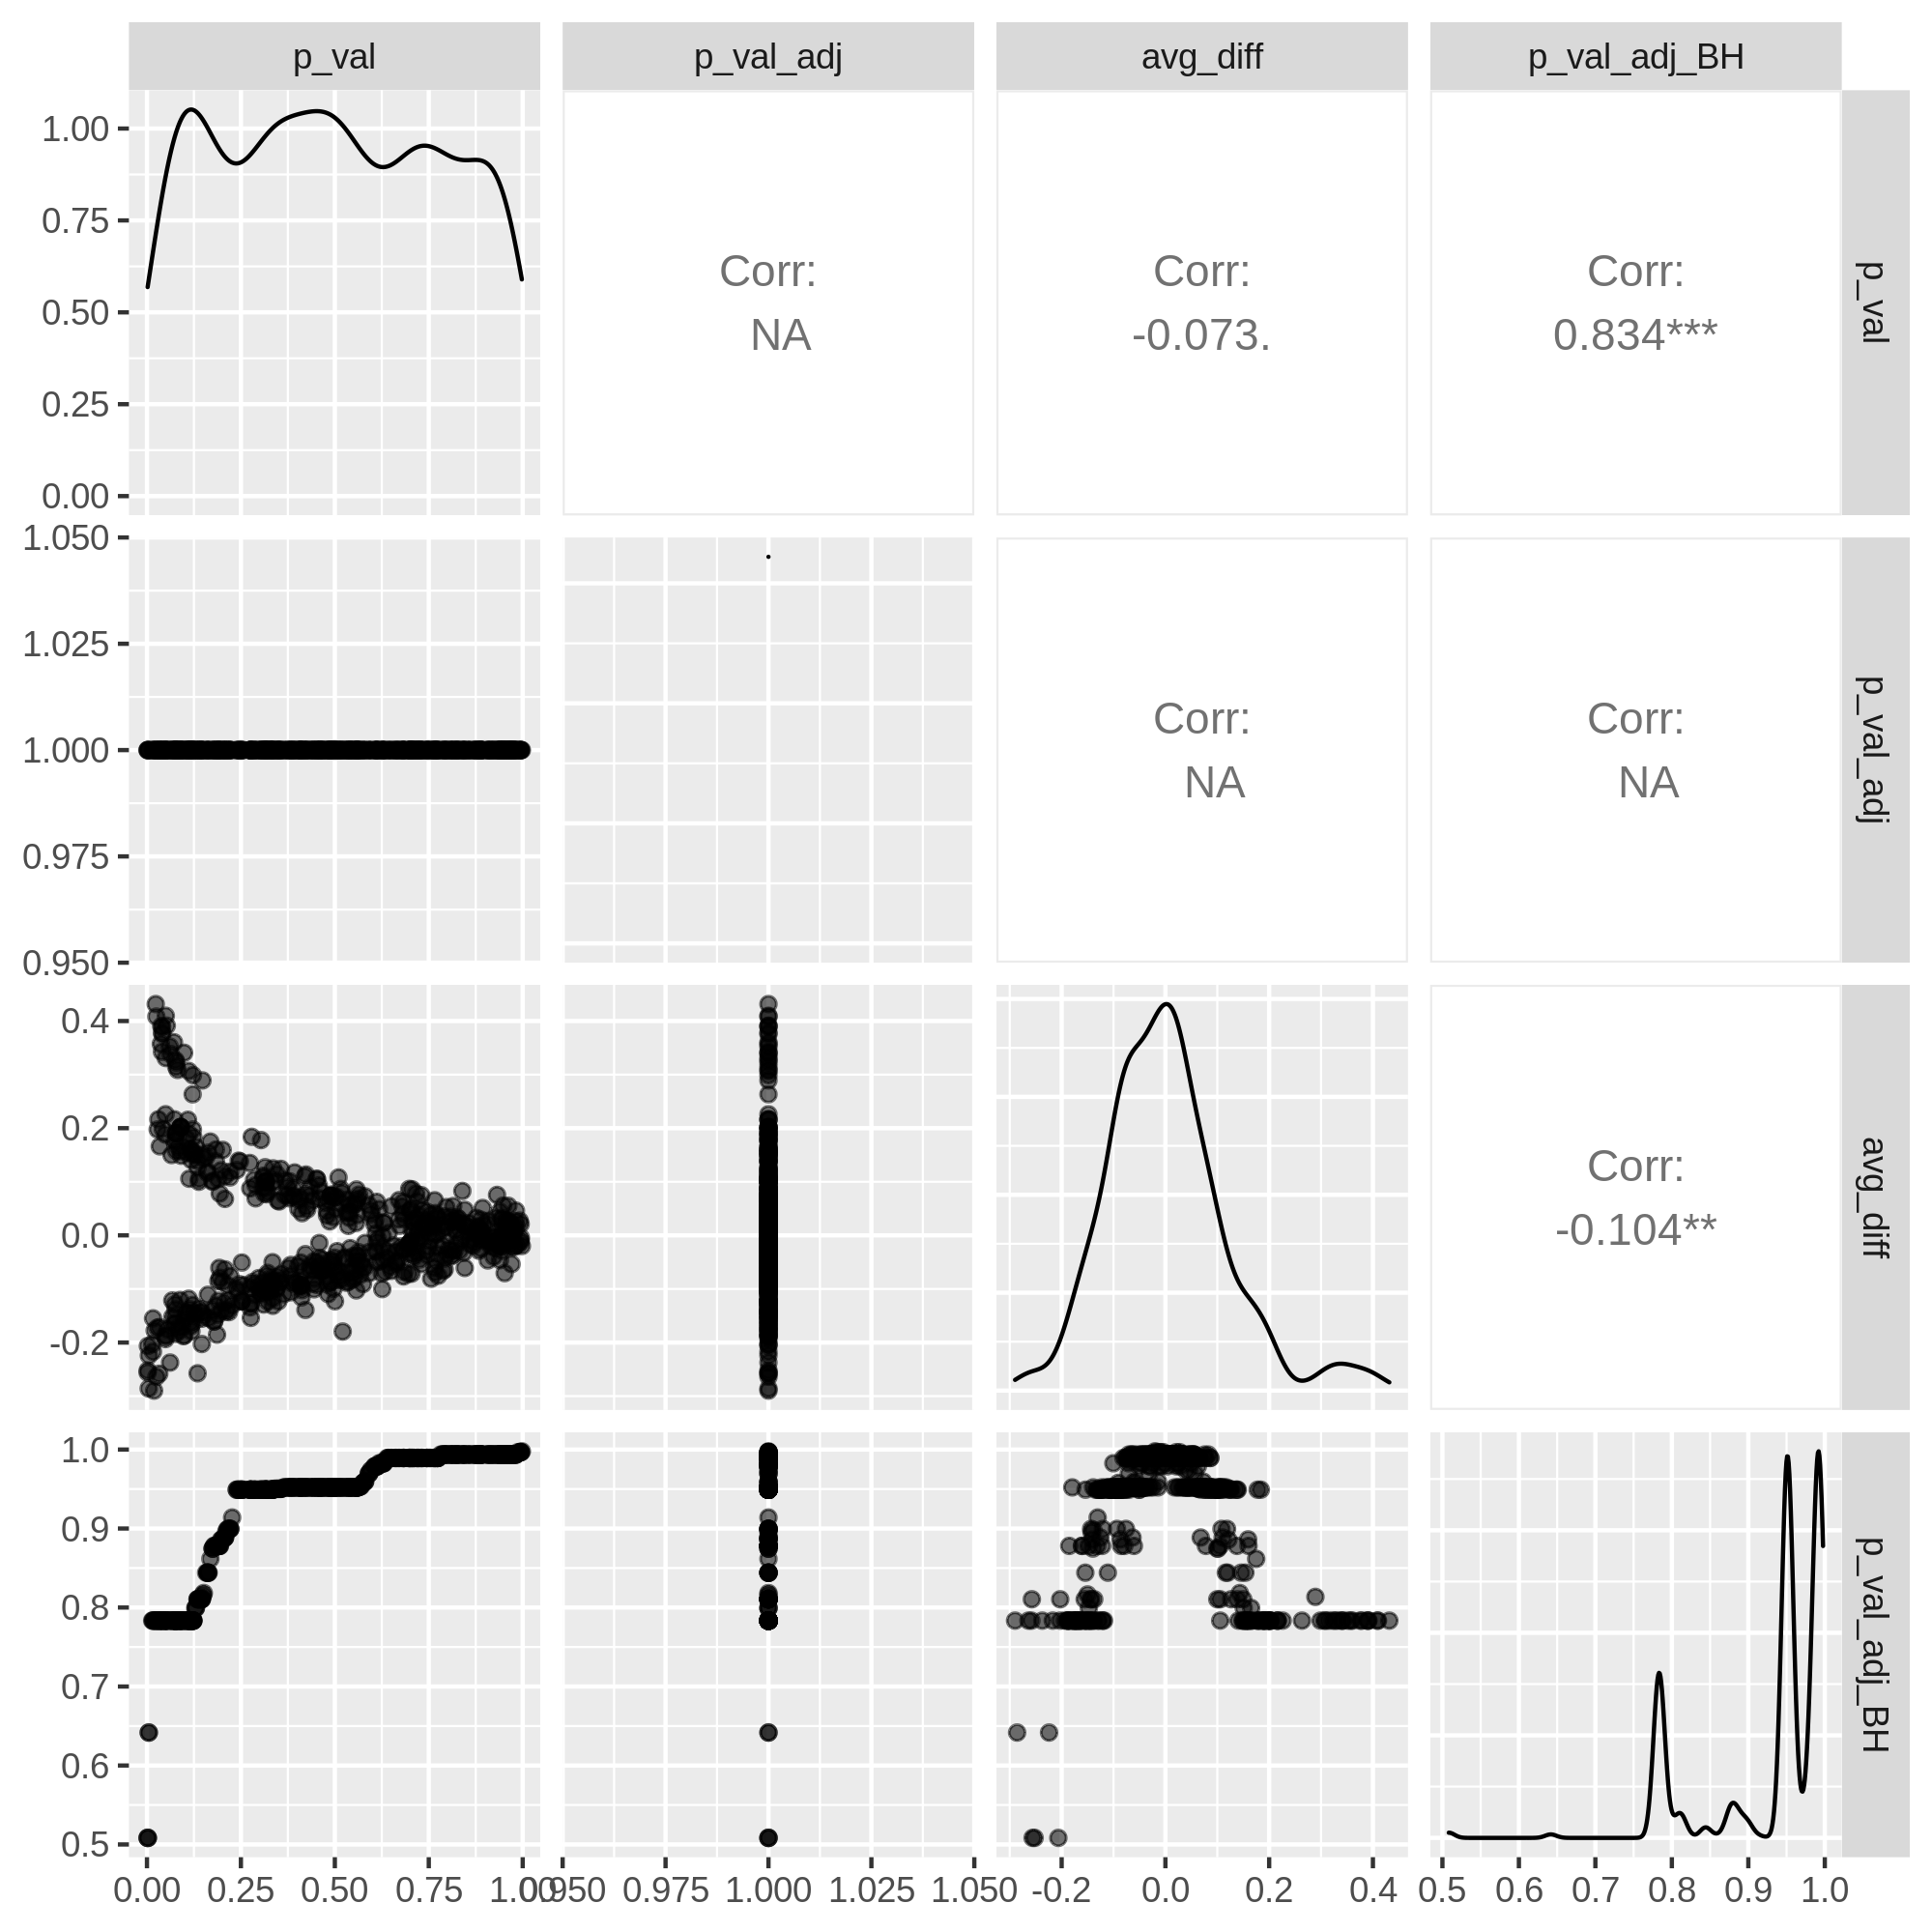 p_val p_val_adj avg_diff p_val_adj_BH
1.00
0.75
0.50
0.25
0.00
Corr:
NA
Corr:
-0.073.
Corr:
0.834***
p_val
1.050
1.025
1.000
0.975
0.950
Corr:
NA
Corr:
NA
p_val_adj
0.4
0.2
0.0
-0.2
Corr:
-0.104**
avg_diff
1.0
0.9
0.8
0.7
0.6
0.5
p_val_adj_BH
0.00 0.25 0.50 0.75 1.00 0.950 0.975 1.000 1.025 1.050 -0.2 0.0 0.2 0.4 0.5 0.6 0.7 0.8 0.9 1.0